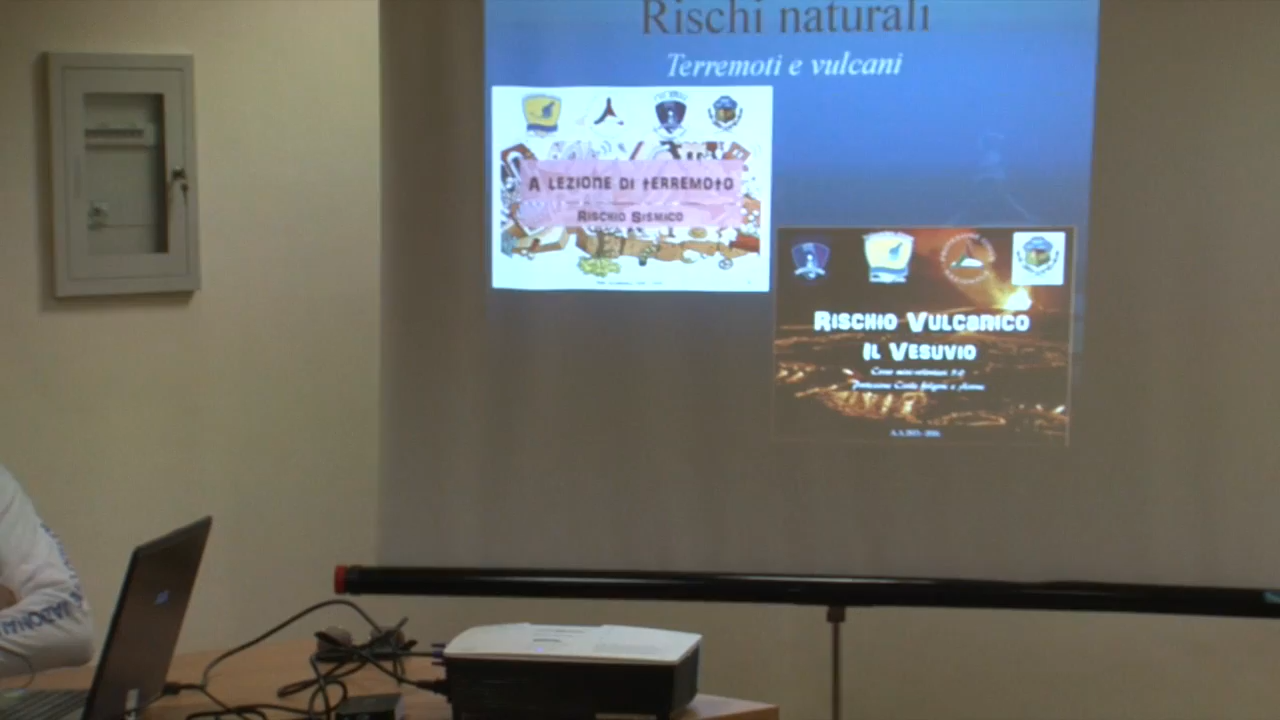 Rischi naturali
Terremoti e vulcani
A LEZIONE DI TERREMOTO
RISCHIO SISMICO
RISCHIO VULCANICO
IL VESUVIO